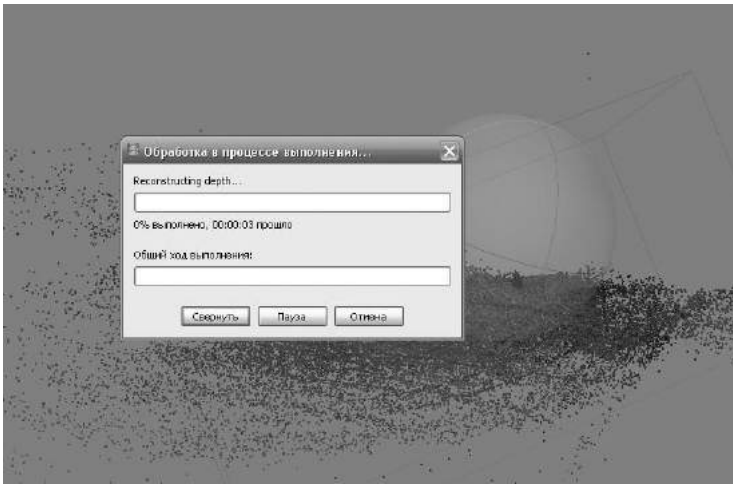 Обработка в процессе выполнения...
Reconstructing depth...
0% выполнено, 00:00:03 прошло
Общий ход выполнения:
Свернуть Пауза Отмена